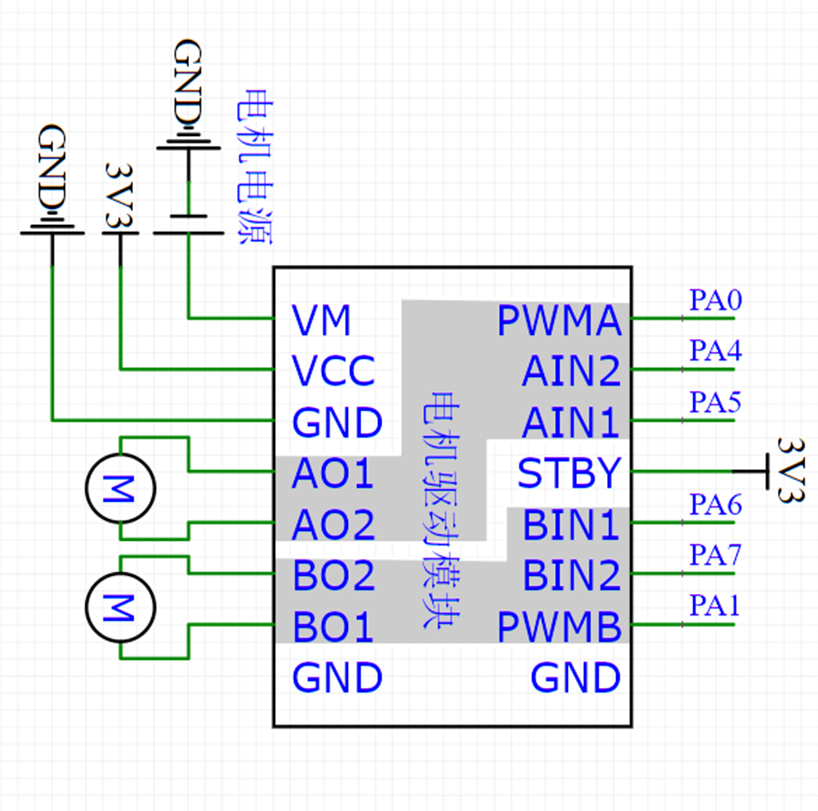 GND
GND
3V3
电机电源
VM
VCC
GND
AO1
AO2
BO2
BO1
GND
电机驱动模块
PWMA
AIN2
AIN1
STBY
BIN1
BIN2
PWMB
GND
PA0
PA4
PA5
3V3
PA6
PA7
PA1
M
M